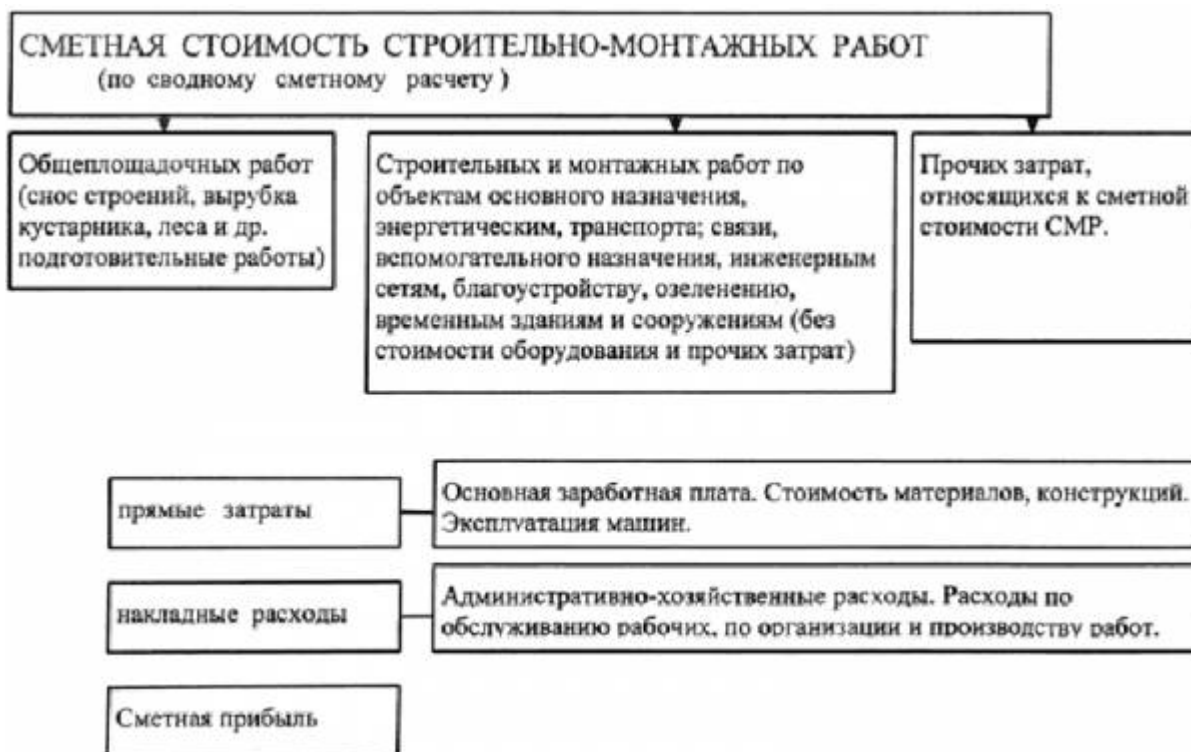 СМЕТНАЯ СТОИМОСТЬ СТРОИТЕЛЬНО-МОНТАЖНЫХ РАБОТ
(по сводному сметному расчету )
Общеплощадочных работ
(снос строений, вырубка
кустарника, леса и др.
подготовительные работы)
Строительных и монтажных работ по
объектам основного назначения,
энергетическим, транспорта; связи,
вспомогательного назначения, инженерным
сетям, благоустройству, озеленению,
временным зданиям и сооружениям (без
стоимости оборудования и прочих затрат)
Прочих затрат,
относящихся к сметной
стоимости СМР.
прямые затраты
Основная заработная плата. Стоимость материалов, конструкций.
Эксплуатация машин.
накладные расходы
Административно-хозяйственные расходы. Расходы по
обслуживанию рабочих, по организации и производству работ.
Сметная прибыль